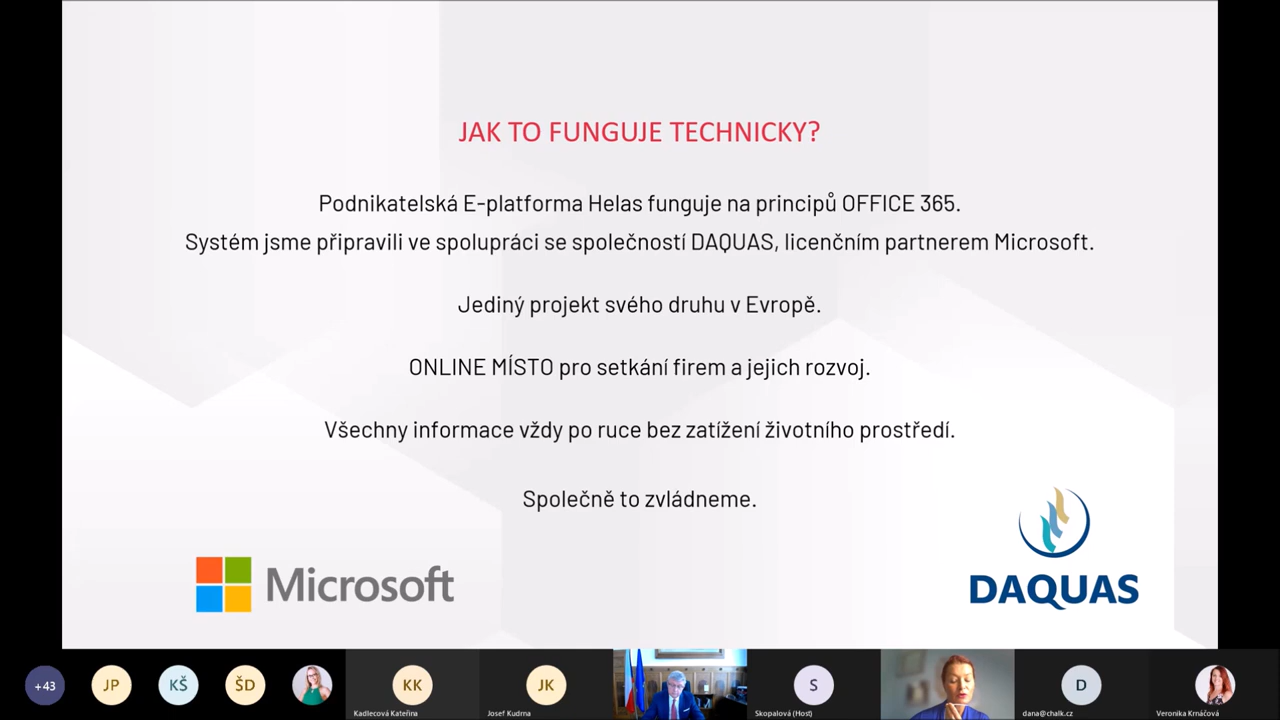 JAK TO FUNGUJE TECHNICKY?
Podnikatelská E-platforma Helas funguje na principů OFFICE 365.
Systém jsme připravili ve spolupráci se společností DAQUAS, licenčním partnerem Microsoft.
Jediný projekt svého druhu v Evropě.
ONLINE MÍSTO pro setkání firem a jejich rozvoj.
Všechny informace vždy po ruce bez zatížení životního prostředí.
Společně to zvládneme.
Microsoft
DAQUAS
+43 JP KŠ ŠD KK JK S D
Kadlecová Kateřina Josef Kudrna Skopalová (Host) dana@chalk.cz Veronika Krnáčová